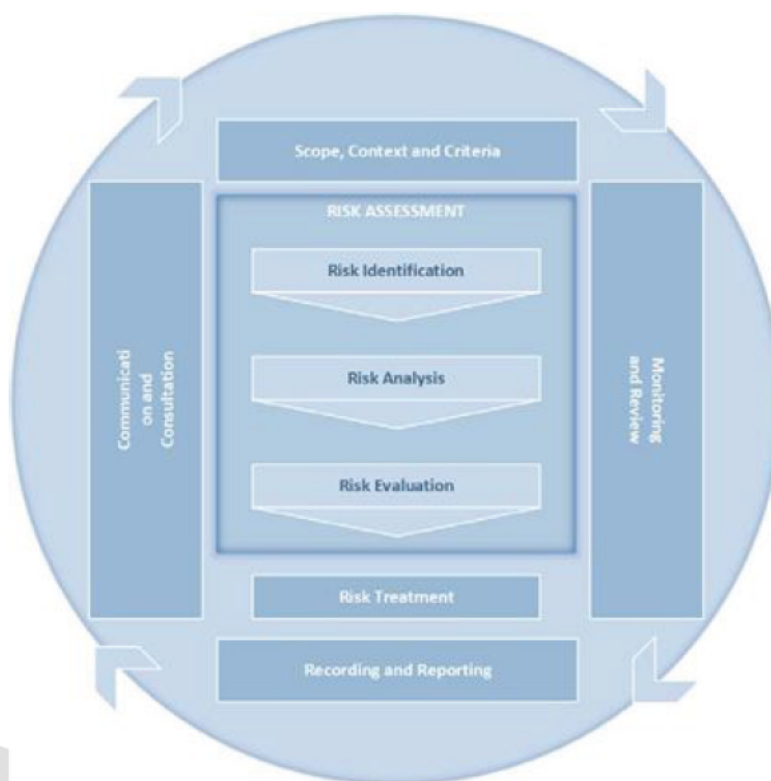 Scope, Context and Criteria
RISK ASSESSMENT
Risk Identification
Risk Analysis
Risk Evaluation
Communicati
on and
Consultation
Monitoring
and Review
Risk Treatment
Recording and Reporting